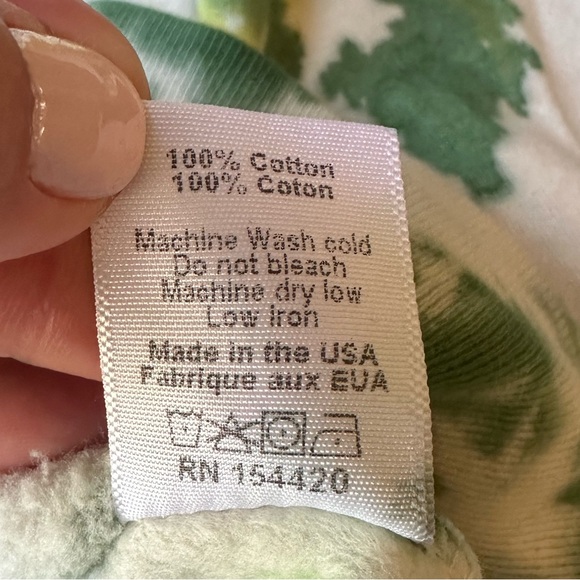 100% Cotton
100% Coton
Machine Wash cold
Do not bleach
Machine dry low
Low Iron
Made in the USA
Fabrique aux EUA
RN 154420